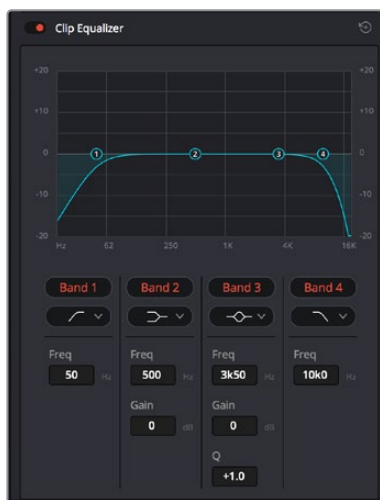 Clip Equalizer
+20 +20
+10 +10
0 0
-10 -10
-20 -20
Hz 62 250 1K 4K 16K
1 2 3 4
Band 1 Band 2 Band 3 Band 4
Freq Freq Freq Freq
50 Hz 500 Hz 3k50 Hz 10k0 Hz
Gain Gain
0 dB 0 dB
Q
+1.0